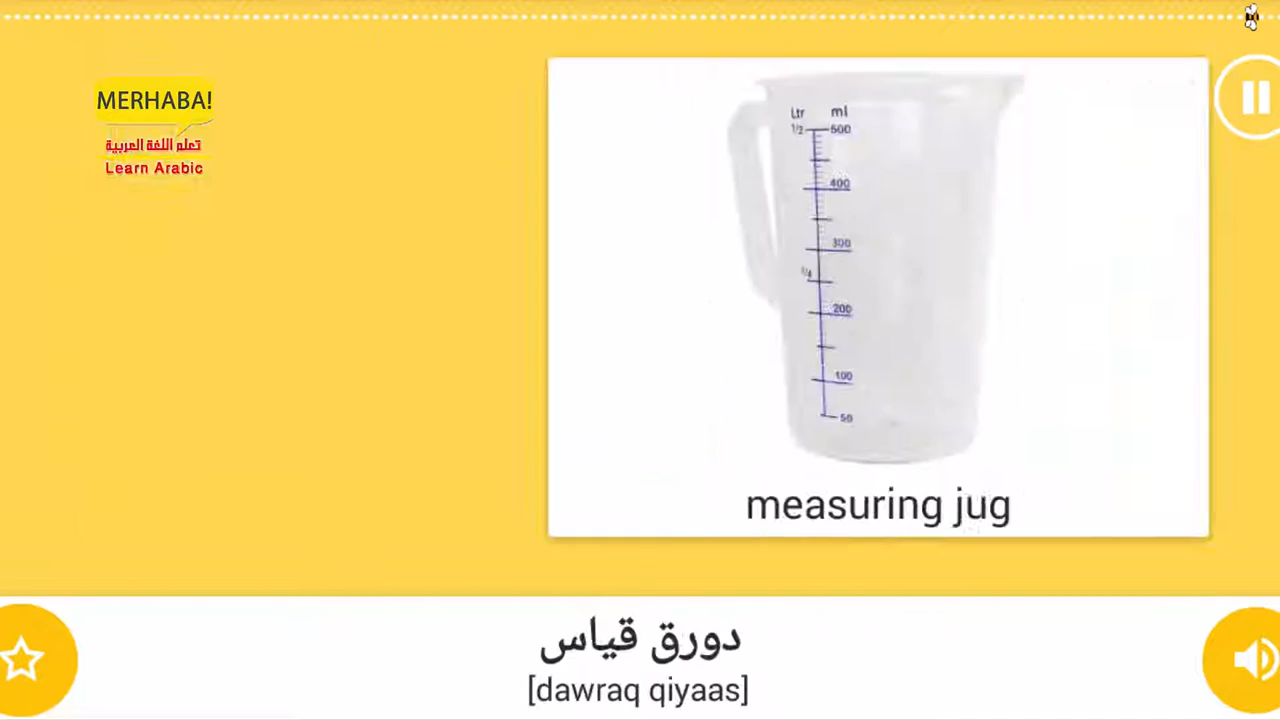 MERHABA!
تعلم اللغة العربية
Learn Arabic
Ltr ml
1/2 500
400
300
1/4
200
100
50
measuring jug
دورق قياس
[dawraq qiyaas]